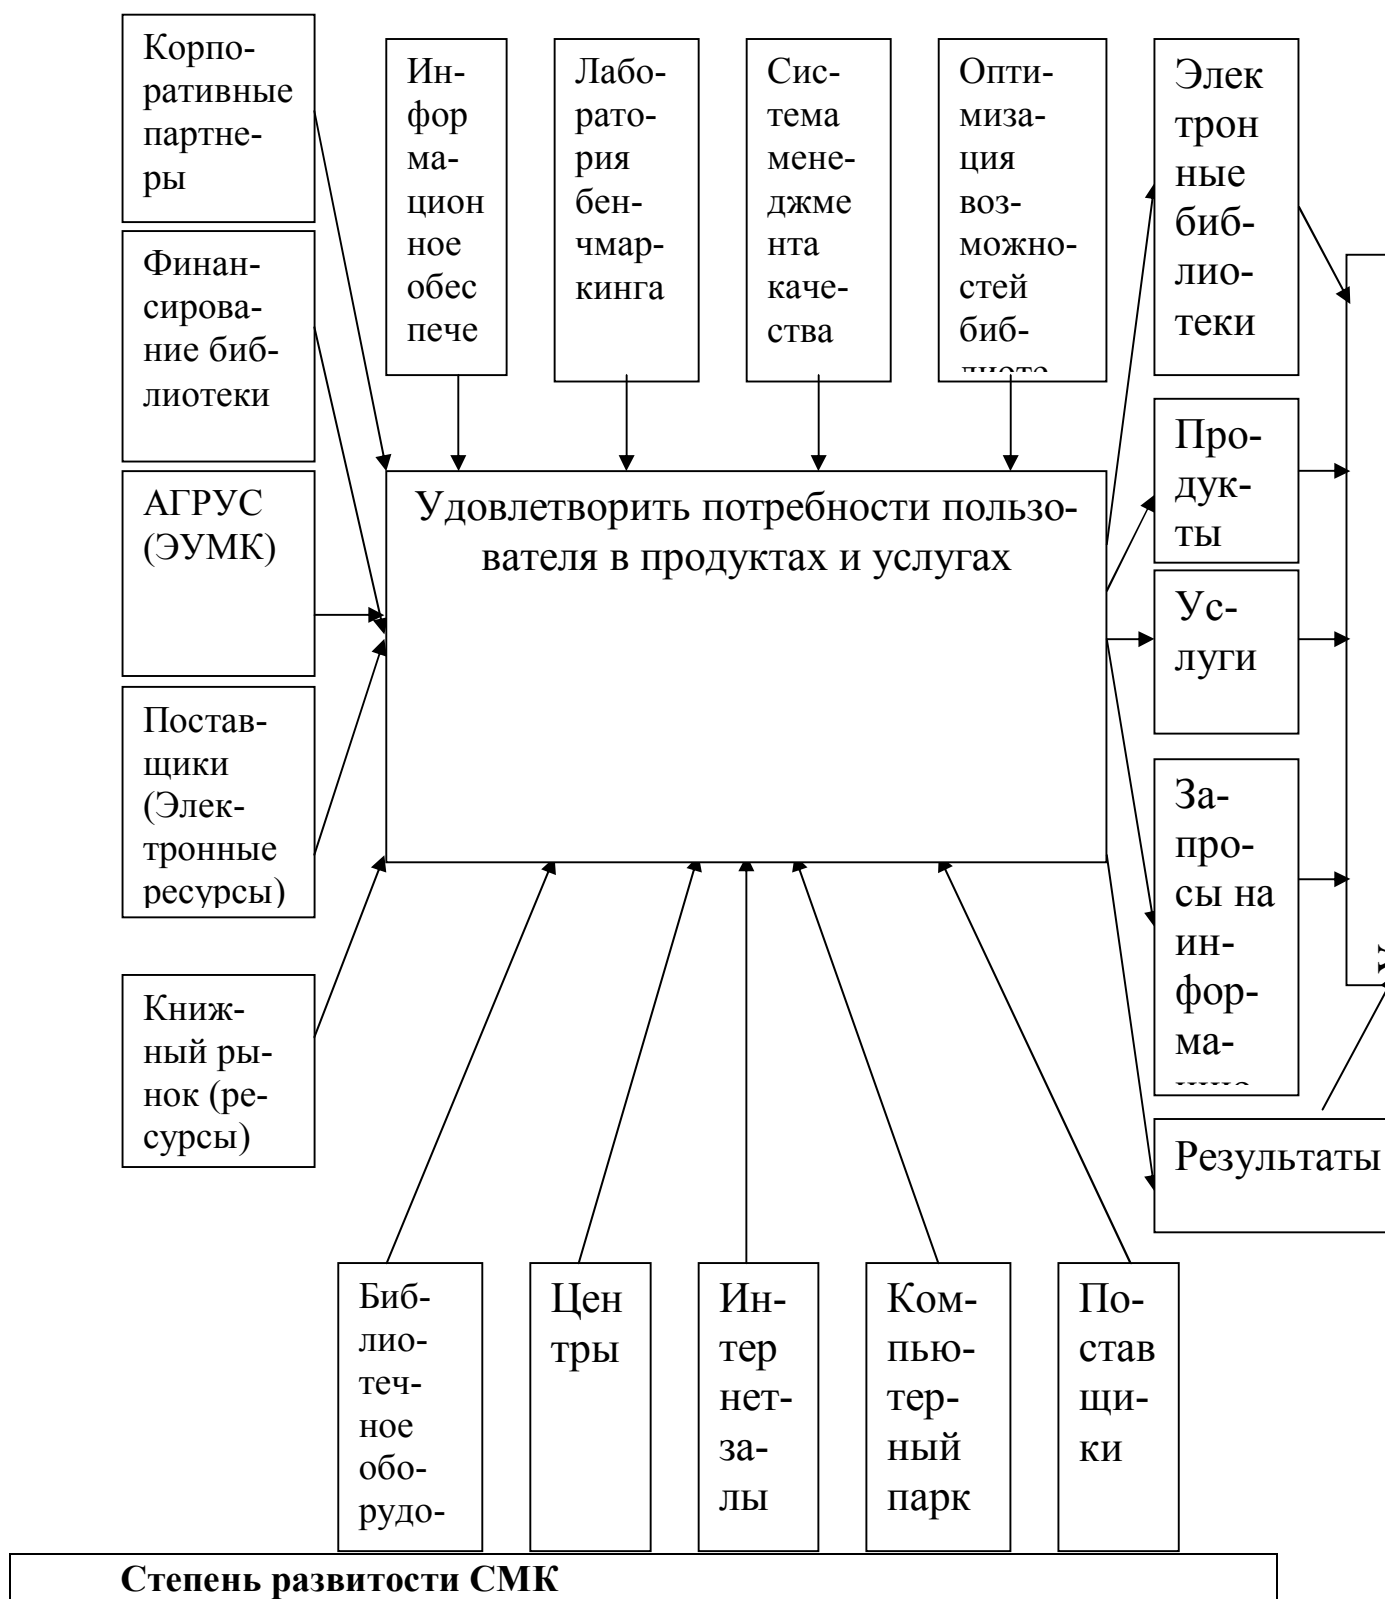 Корпо-
ративные
партне-
ры
Ин-
фор
ма-
цион
ное
обес
пече
Лабо-
рато-
рия
бен-
чмар-
кинга
Сис-
тема
мене-
джме
нта
каче-
ства
Опти-
миза-
ция
воз-
можно-
стей
биб-
лиоте
Элек
трон
ные
биб-
лио-
теки
Финан-
сирова-
ние биб-
лиотеки
Про-
дук-
ты
АГРУС
(ЭУМК)
Удовлетворить потребности пользо-
вателя в продуктах и услугах
Ус-
луги
Постав-
щики
(Элек-
тронные
ресурсы)
За-
про-
сы на
ин-
фор-
ма-
Книж-
ный ры-
нок (ре-
сурсы)
Результаты
Биб-
лио-
теч-
ное
обо-
рудо-
Цен
тры
Ин-
тер
нет-
за-
лы
Ком-
пью-
тер-
ный
парк
По-
став
щи-
ки
Степень развитости СМК